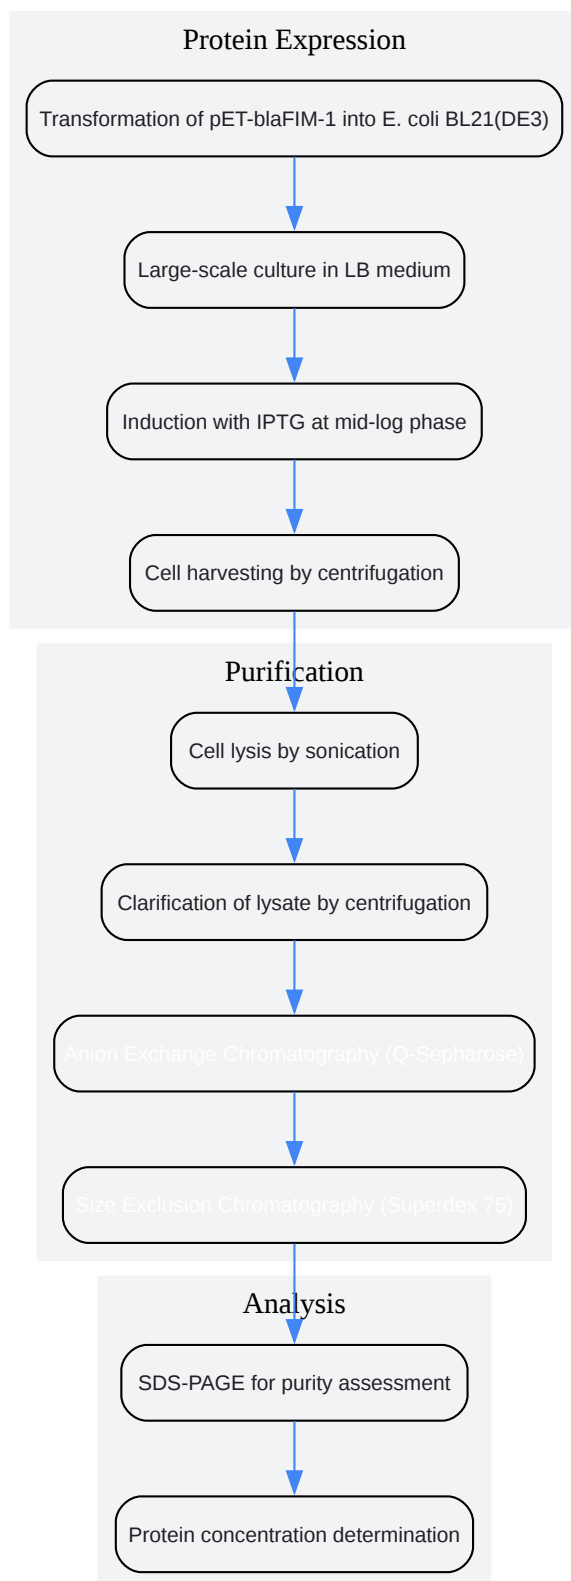 Protein Expression
Transformation of pET-blaFIM-1 into E. coli BL21(DE3)
Large-scale culture in LB medium
Induction with IPTG at mid-log phase
Cell harvesting by centrifugation
Purification
Cell lysis by sonication
Clarification of lysate by centrifugation
Anion Exchange Chromatography (Q-Sepharose)
Size Exclusion Chromatography (Superdex 75)
Analysis
SDS-PAGE for purity assessment
Protein concentration determination